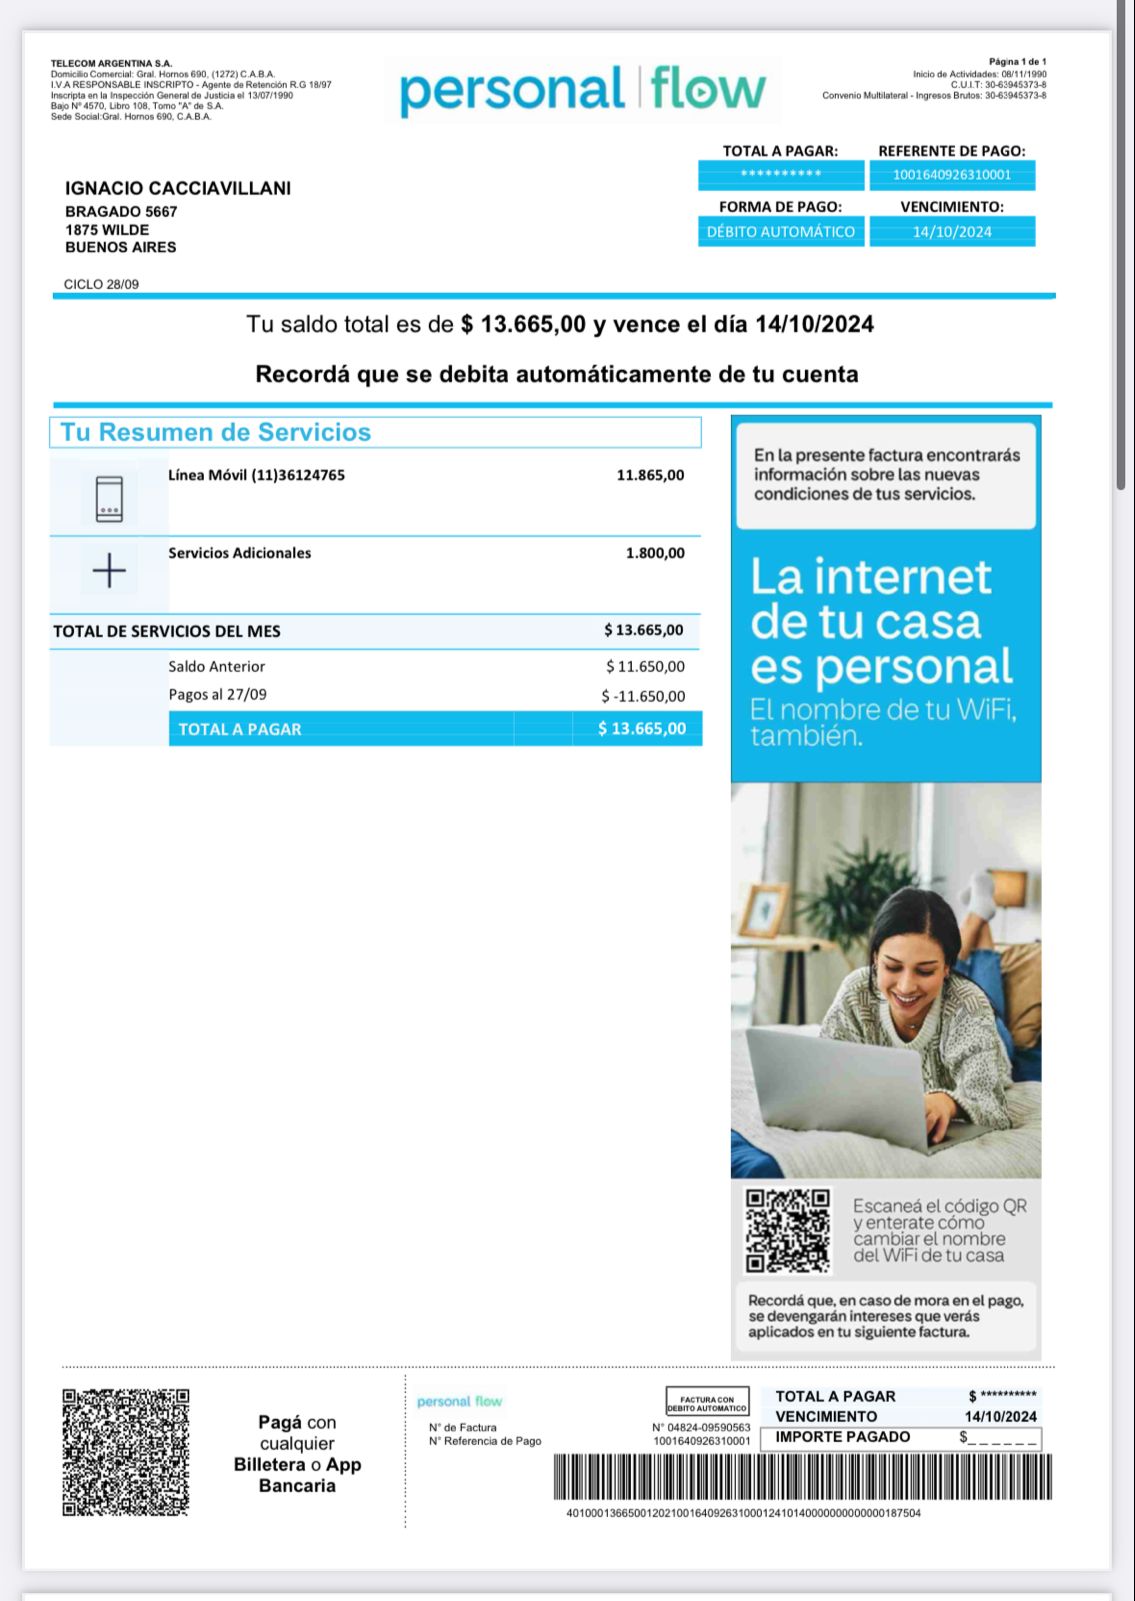 TELECOM ARGENTINA S.A.
Domicilio Comercial: Gral. Hornos 690, (1272) C.A.B.A.
I.V.A RESPONSABLE INSCRIPTO - Agente de Retención R.G 18/97
Inscripta en la Inspección General de Justicia el 13/07/1990
Bajo Nº 4570, Libro 108, Tomo "A" de S.A.
Sede Social:Gral. Hornos 690, C.A.B.A.
personal flow
Página 1 de 1
Inicio de Actividades: 08/11/1990
C.U.I.T: 30-63945373-8
Convenio Multilateral - Ingresos Brutos: 30-63945373-8
TOTAL A PAGAR: REFERENTE DE PAGO:
********** 1001640926310001
FORMA DE PAGO: VENCIMIENTO:
DÉBITO AUTOMÁTICO 14/10/2024
IGNACIO CACCIAVILLANI
BRAGADO 5667
1875 WILDE
BUENOS AIRES
CICLO 28/09
Tu saldo total es de $ 13.665,00 y vence el día 14/10/2024
Recordá que se debita automáticamente de tu cuenta
Tu Resumen de Servicios
Línea Móvil (11)36124765 11.865,00
Servicios Adicionales 1.800,00
TOTAL DE SERVICIOS DEL MES $ 13.665,00
Saldo Anterior $ 11.650,00
Pagos al 27/09 $ -11.650,00
TOTAL A PAGAR $ 13.665,00
En la presente factura encontrarás
información sobre las nuevas
condiciones de tus servicios.
La internet
de tu casa
es personal
El nombre de tu WiFi,
también.
Escaneá el código QR
y enterate cómo
cambiar el nombre
del WiFi de tu casa
Recordá que, en caso de mora en el pago,
se devengarán intereses que verás
aplicados en tu siguiente factura.
Pagá con
cualquier
Billetera o App
Bancaria
personal flow
FACTURA CON
DEBITO AUTOMATICO
N° de Factura N° 04824-09590563
N° Referencia de Pago 1001640926310001
TOTAL A PAGAR $ **********
VENCIMIENTO 14/10/2024
IMPORTE PAGADO $_ _ _ _ _ _